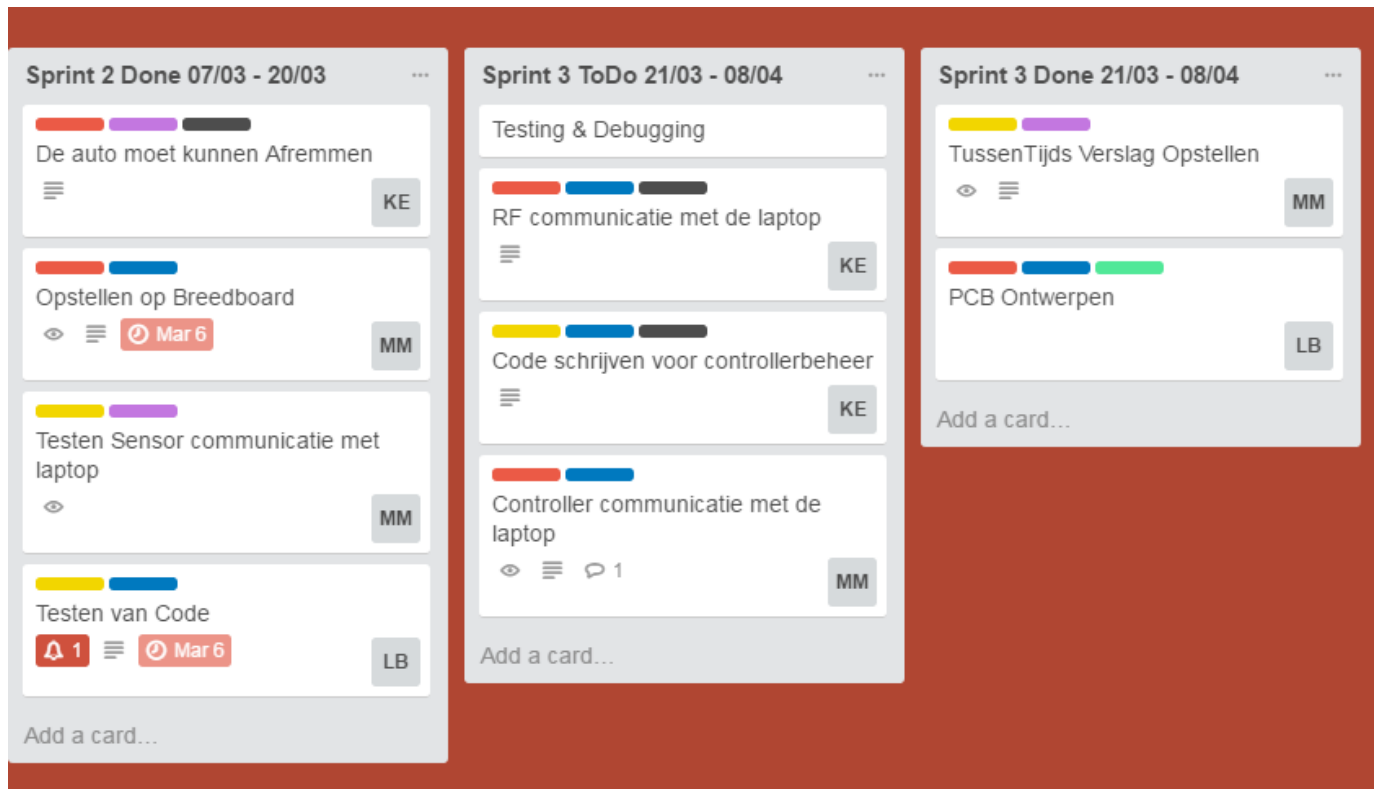 Sprint 2 Done 07/03 - 20/03
De auto moet kunnen Afremmen
KE
Opstellen op Breedboard
Mar 6
MM
Testen Sensor communicatie met
laptop
MM
Testen van Code
1 Mar 6
LB
Add a card...
Sprint 3 ToDo 21/03 - 08/04
Testing & Debugging
RF communicatie met de laptop
KE
Code schrijven voor controllerbeheer
KE
Controller communicatie met de
laptop
1
MM
Add a card...
Sprint 3 Done 21/03 - 08/04
TussenTijds Verslag Opstellen
MM
PCB Ontwerpen
LB
Add a card...